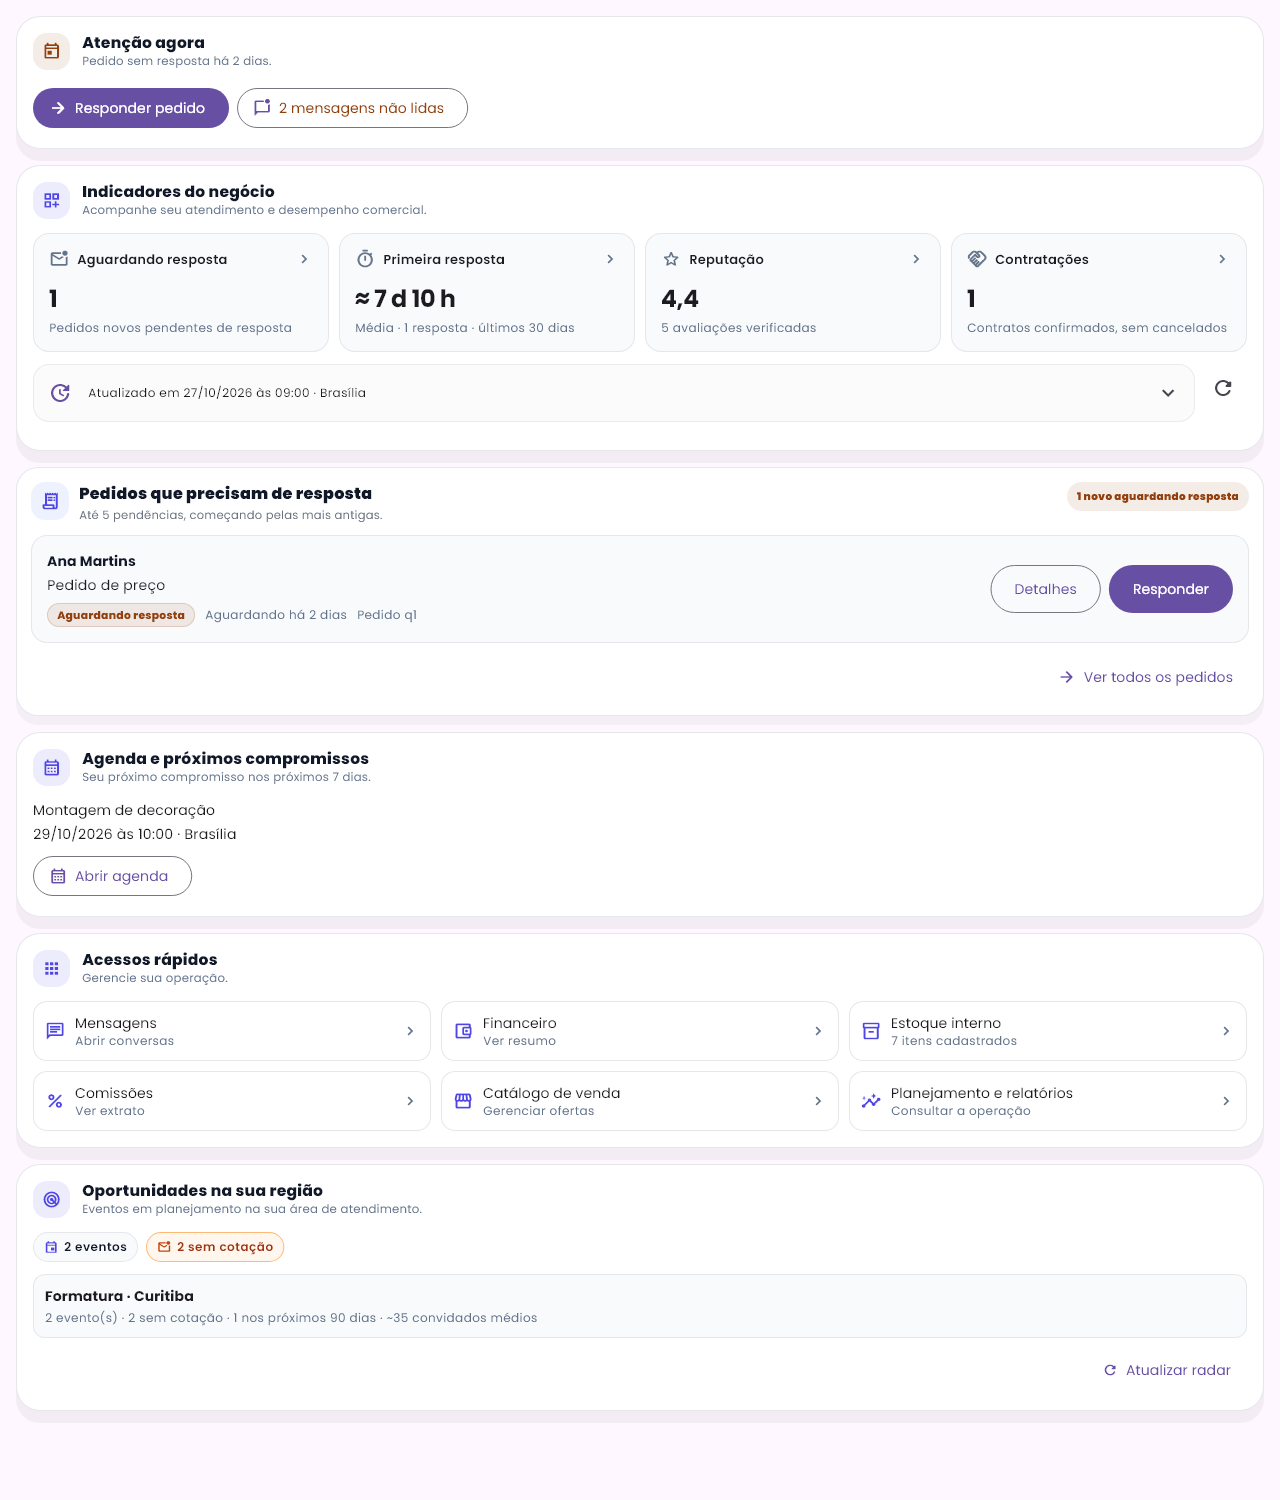 Atenção agora
Pedido sem resposta há 2 dias.
Responder pedido
2 mensagens não lidas
Indicadores do negócio
Acompanhe seu atendimento e desempenho comercial.
Aguardando resposta
1
Pedidos novos pendentes de resposta
Primeira resposta
≈ 7 d 10 h
Média · 1 resposta · últimos 30 dias
Reputação
4,4
5 avaliações verificadas
Contratações
1
Contratos confirmados, sem cancelados
Atualizado em 27/10/2026 às 09:00 · Brasília
Pedidos que precisam de resposta
Até 5 pendências, começando pelas mais antigas.
1 novo aguardando resposta
Ana Martins
Pedido de preço
Aguardando resposta Aguardando há 2 dias Pedido q1
Detalhes
Responder
Ver todos os pedidos
Agenda e próximos compromissos
Seu próximo compromisso nos próximos 7 dias.
Montagem de decoração
29/10/2026 às 10:00 · Brasília
Abrir agenda
Acessos rápidos
Gerencie sua operação.
Mensagens
Abrir conversas
Financeiro
Ver resumo
Estoque interno
7 itens cadastrados
Comissões
Ver extrato
Catálogo de venda
Gerenciar ofertas
Planejamento e relatórios
Consultar a operação
Oportunidades na sua região
Eventos em planejamento na sua área de atendimento.
2 eventos
2 sem cotação
Formatura · Curitiba
2 evento(s) · 2 sem cotação · 1 nos próximos 90 dias · ~35 convidados médios
Atualizar radar